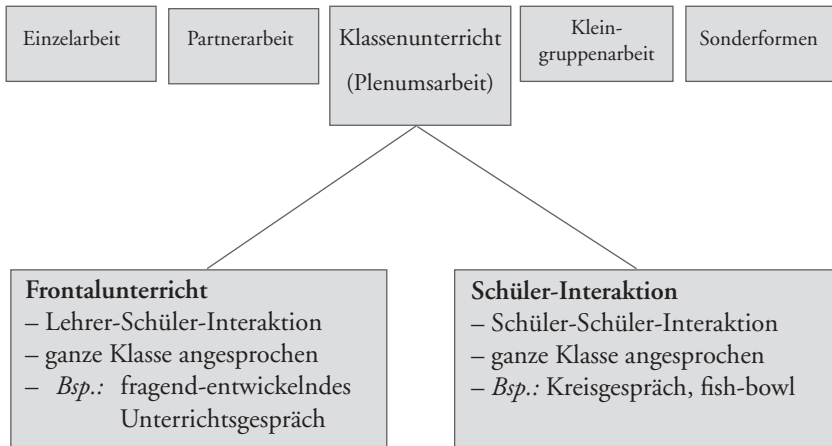 Einzelarbeit
Partnerarbeit
Klassenunterricht
(Plenumsarbeit)
Klein-
gruppenarbeit
Sonderformen
Frontalunterricht
– Lehrer-Schüler-Interaktion
– ganze Klasse angesprochen
– Bsp.: fragend-entwickelndes
Unterrichtsgespräch
Schüler-Interaktion
– Schüler-Schüler-Interaktion
– ganze Klasse angesprochen
– Bsp.: Kreisgespräch, fish-bowl